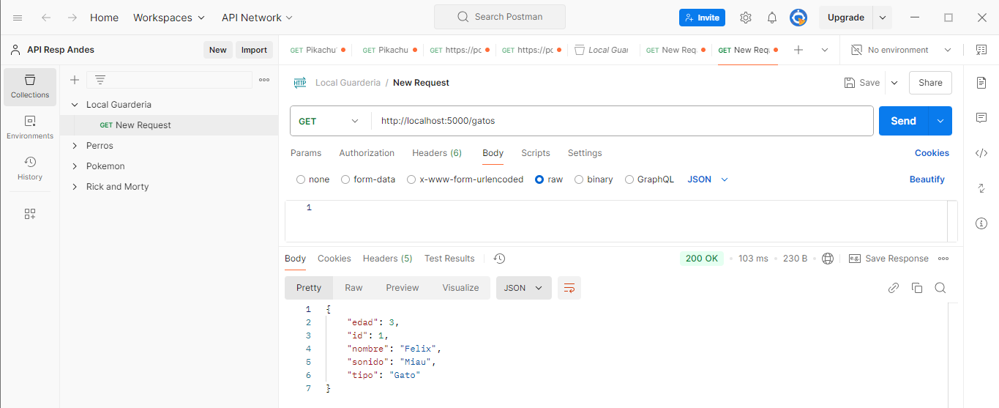 Home Workspaces API Network Search Postman Invite Upgrade
API Resp Andes New Import
GET Pikachu GET Pikachu GET https://po GET https://po Local Guar GET New Req GET New Requ No environment
Collections
Environments
History
Local Guarderia
GET New Request
Perros
Pokemon
Rick and Morty
HTTP Local Guarderia / New Request Save Share
GET http://localhost:5000/gatos Send
Params Authorization Headers (6) Body Scripts Settings Cookies
none form-data x-www-form-urlencoded raw binary GraphQL JSON Beautify
1
Body Cookies Headers (5) Test Results 200 OK • 103 ms • 230 B • e.g. Save Response
Pretty Raw Preview Visualize JSON
1 {
2 "edad": 3,
3 "id": 1,
4 "nombre": "Felix",
5 "sonido": "Miau",
6 "tipo": "Gato"
7 }